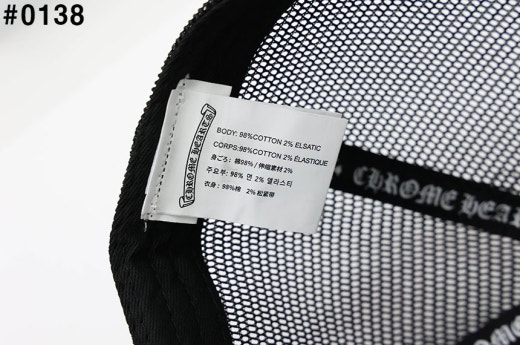 #0138
CHROME HEARTS
BODY: 98%COTTON 2% ELSATIC
CORPS:98%COTTON 2% ÉLASTIQUE
身ごろ：綿98% / 伸縮素材 2%
주요부: 98% 면 2% 엘라스티
衣身：98%棉 2% 松紧带
CHROME HEARTS